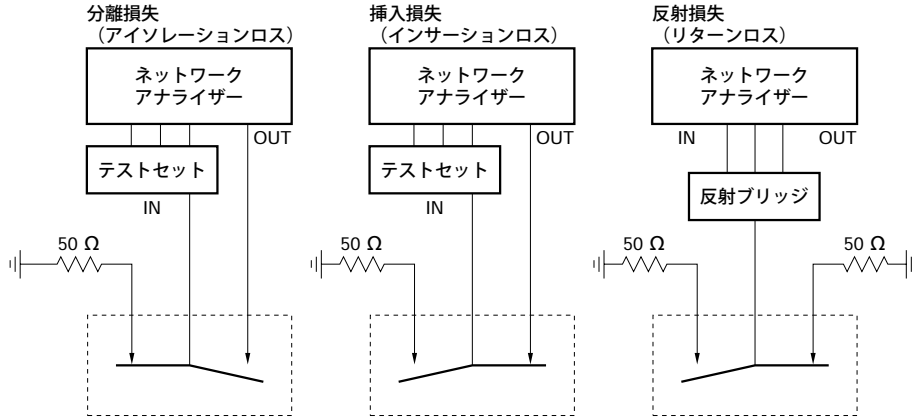 分離損失
（アイソレーションロス）
ネットワーク
アナライザー
OUT
テストセット
IN
50 Ω
挿入損失
（インサーションロス）
ネットワーク
アナライザー
OUT
テストセット
IN
50 Ω
反射損失
（リターンロス）
ネットワーク
アナライザー
IN
OUT
反射ブリッジ
50 Ω
50 Ω